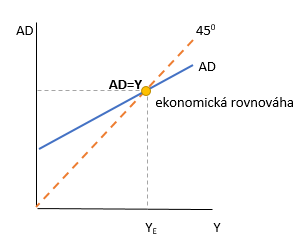 AD
45⁰
AD
AD=Y
ekonomická rovnováha
Y_E
Y